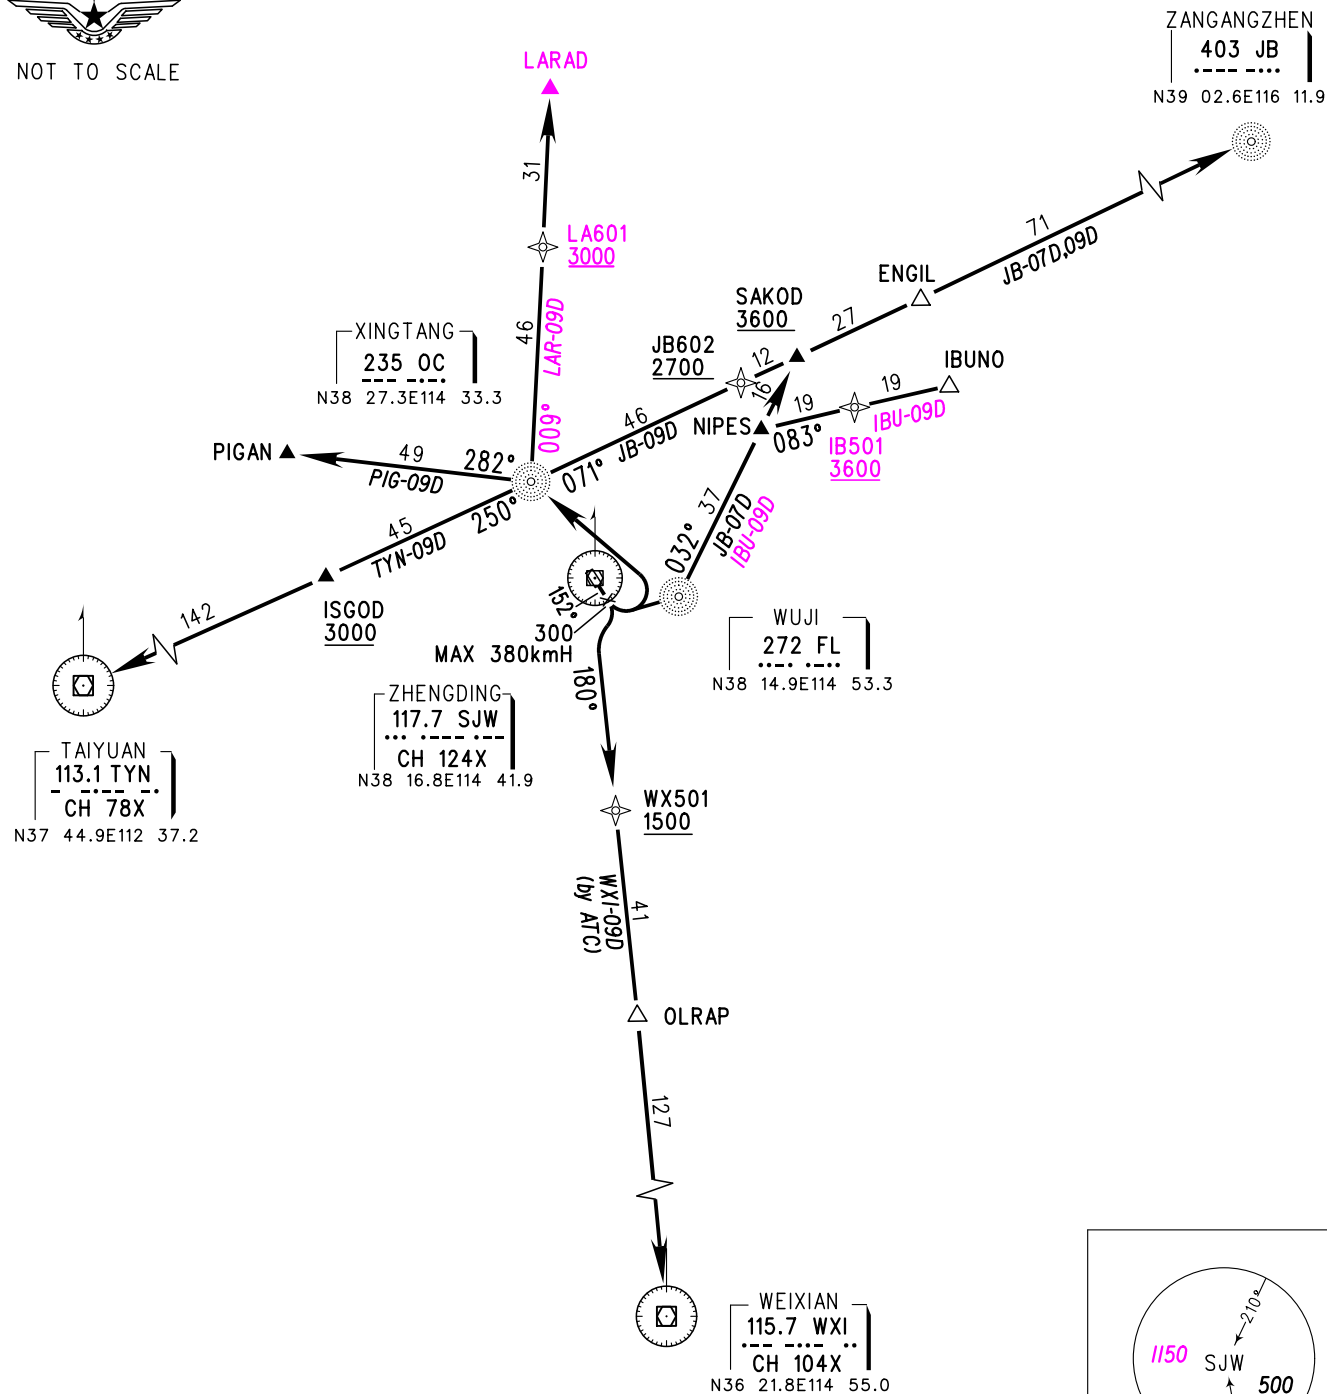 NOT TO SCALE
ZANGANGZHEN
403 JB
N39 02.6E116 11.9
LARAD
31
LA601
3000
46
LAR-09D
009°
XINGTANG
235 OC
N38 27.3E114 33.3
PIGAN
49
PIG-09D
282°
250°
45
TYN-09D
ISGOD
3000
142
TAIYUAN
113.1 TYN
CH 78X
N37 44.9E112 37.2
071°
46
JB-09D
JB602
2700
12
SAKOD
3600
27
ENGIL
71
JB-07D,09D
16
NIPES
19
083°
IB501
3600
19
IBU-09D
IBUNO
37
032°
JB-07D
IBU-09D
WUJI
272 FL
N38 14.9E114 53.3
152°
300
MAX 380kmH
180°
ZHENGDING
117.7 SJW
CH 124X
N38 16.8E114 41.9
WX501
1500
41
WXI-09D
(by ATC)
OLRAP
127
WEIXIAN
115.7 WXI
CH 104X
N36 21.8E114 55.0
210°
1150
SJW
500